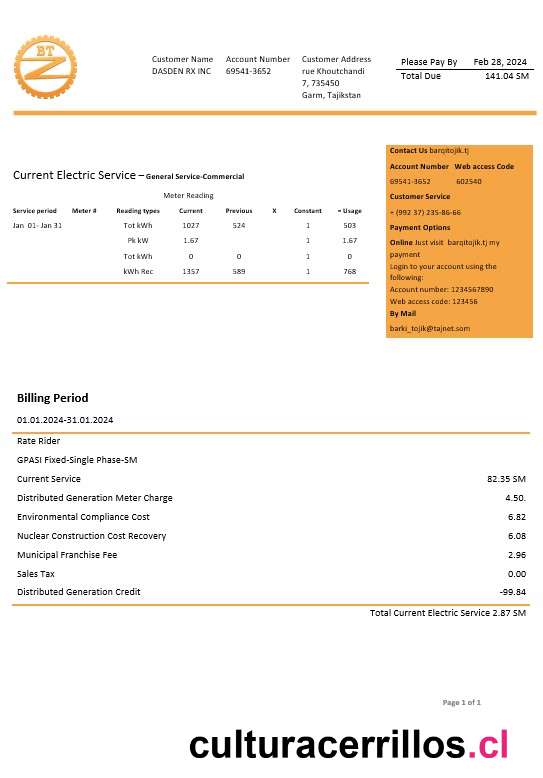 BT
Customer Name Account Number Customer Address
DASDEN RX INC 69541-3652 rue Khoutchandi
7, 735450
Garm, Tajikstan
Please Pay By Feb 28, 2024
Total Due 141.04 SM
Contact Us barqitojik.tj
Account Number Web access Code
69541-3652 602540
Customer Service
+ (992 37) 235-86-66
Payment Options
Online Just visit barqitojik.tj my
payment
Login to your account using the
following:
Account number: 1234567890
Web access code: 123456
By Mail
barki_tojik@tajnet.som
Current Electric Service – General Service-Commercial
Meter Reading
Service period Meter # Reading types Current Previous X Constant = Usage
Jan 01- Jan 31 Tot kWh 1027 524 1 503
Pk kW 1.67 1 1.67
Tot kWh 0 0 1 0
kWh Rec 1357 589 1 768
Billing Period
01.01.2024-31.01.2024
Rate Rider
GPASI Fixed-Single Phase-SM
Current Service 82.35 SM
Distributed Generation Meter Charge 4.50.
Environmental Compliance Cost 6.82
Nuclear Construction Cost Recovery 6.08
Municipal Franchise Fee 2.96
Sales Tax 0.00
Distributed Generation Credit -99.84
Total Current Electric Service 2.87 SM
Page 1 of 1
culturacerrillos.cl